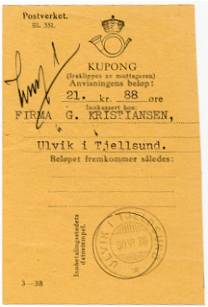 Postverket.
Bl. 351.
KUPONG
(fraklippes av mottageren)
Anvisningens beløp:
21. kr. 88 øre
Innkassert hos:
FIRMA G. KRISTIANSEN,
Ulvik i Tjellsund.
Beløpet fremkommer således:
Innbetalingsstedets
datostempel.
ULVIK I TJELLSUND
3—38